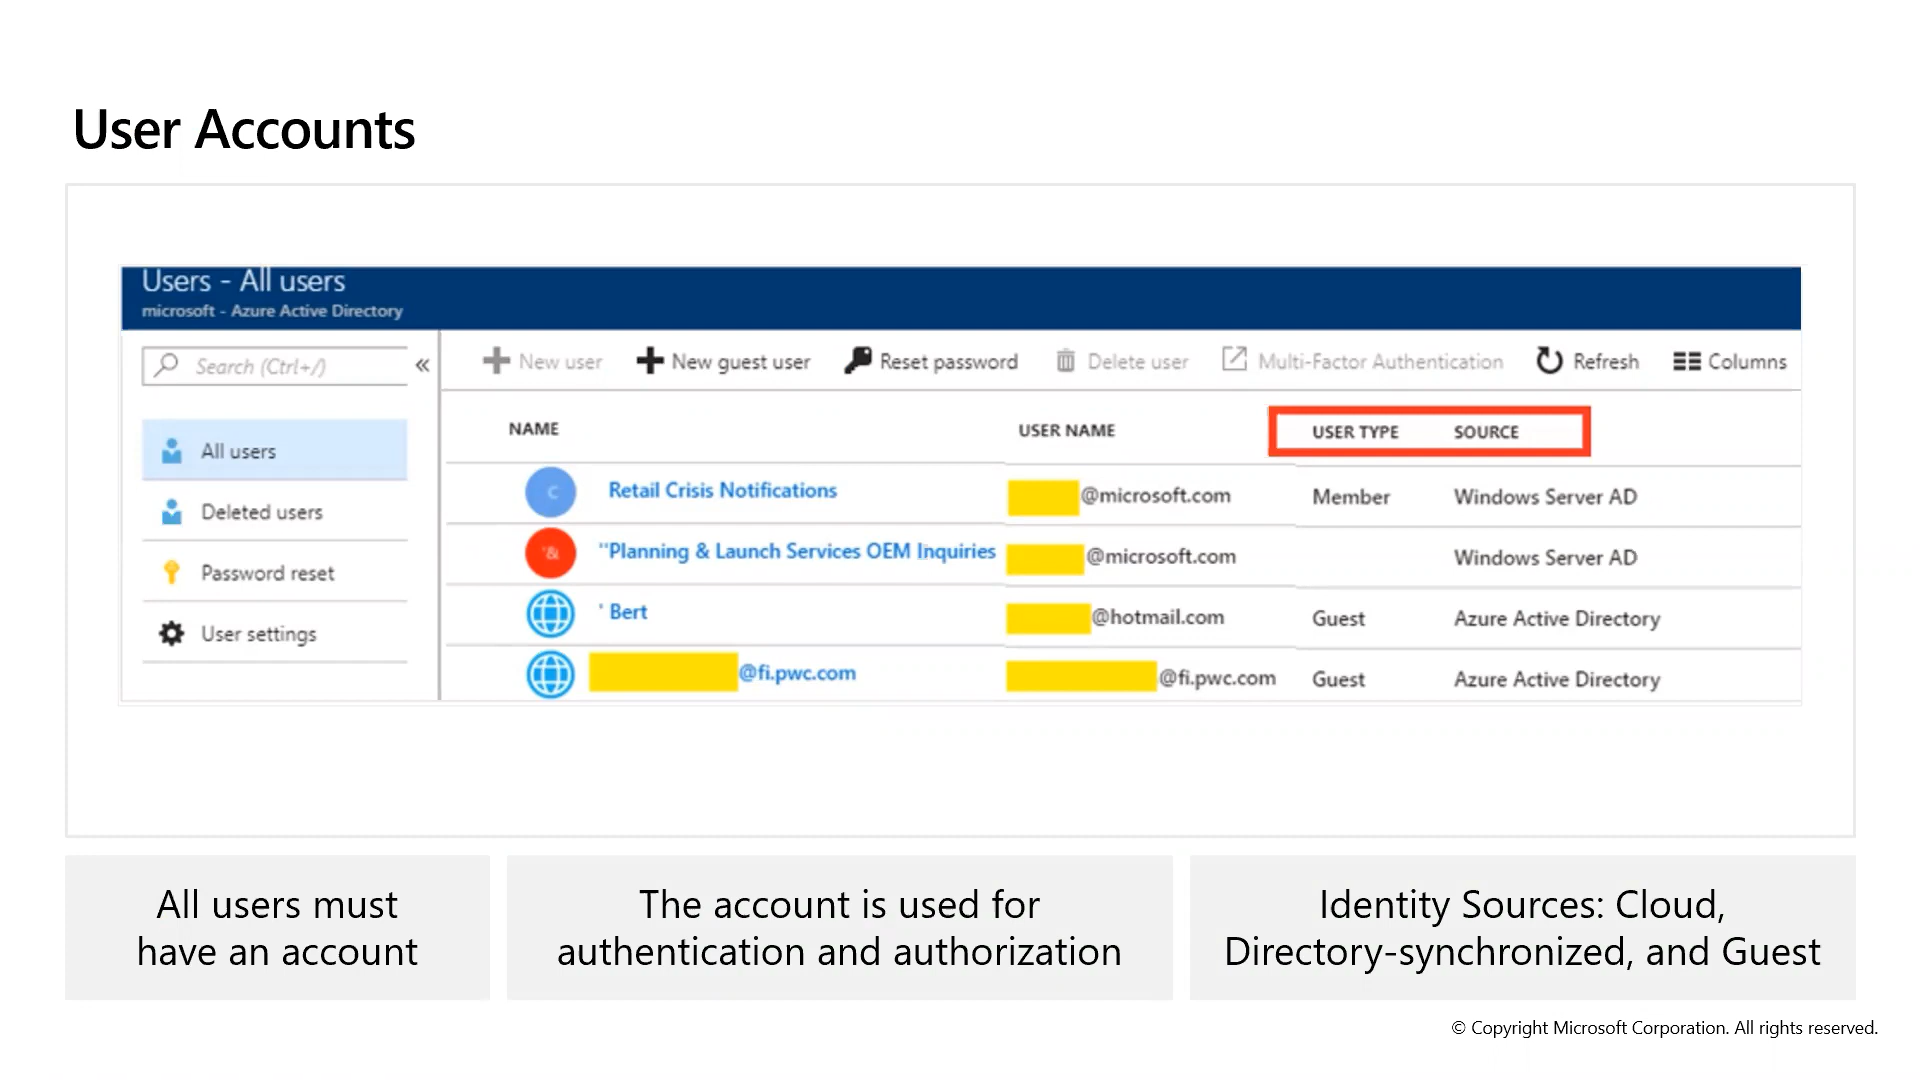 User Accounts
Users - All users
microsoft - Azure Active Directory
Search (Ctrl+/) «
New user New guest user Reset password Delete user Multi-Factor Authentication Refresh Columns
All users
Deleted users
Password reset
User settings
NAME USER NAME USER TYPE SOURCE
C Retail Crisis Notifications @microsoft.com Member Windows Server AD
'& "Planning & Launch Services OEM Inquiries @microsoft.com Windows Server AD
' Bert @hotmail.com Guest Azure Active Directory
@fi.pwc.com @fi.pwc.com Guest Azure Active Directory
All users must
have an account
The account is used for
authentication and authorization
Identity Sources: Cloud,
Directory-synchronized, and Guest
© Copyright Microsoft Corporation. All rights reserved.